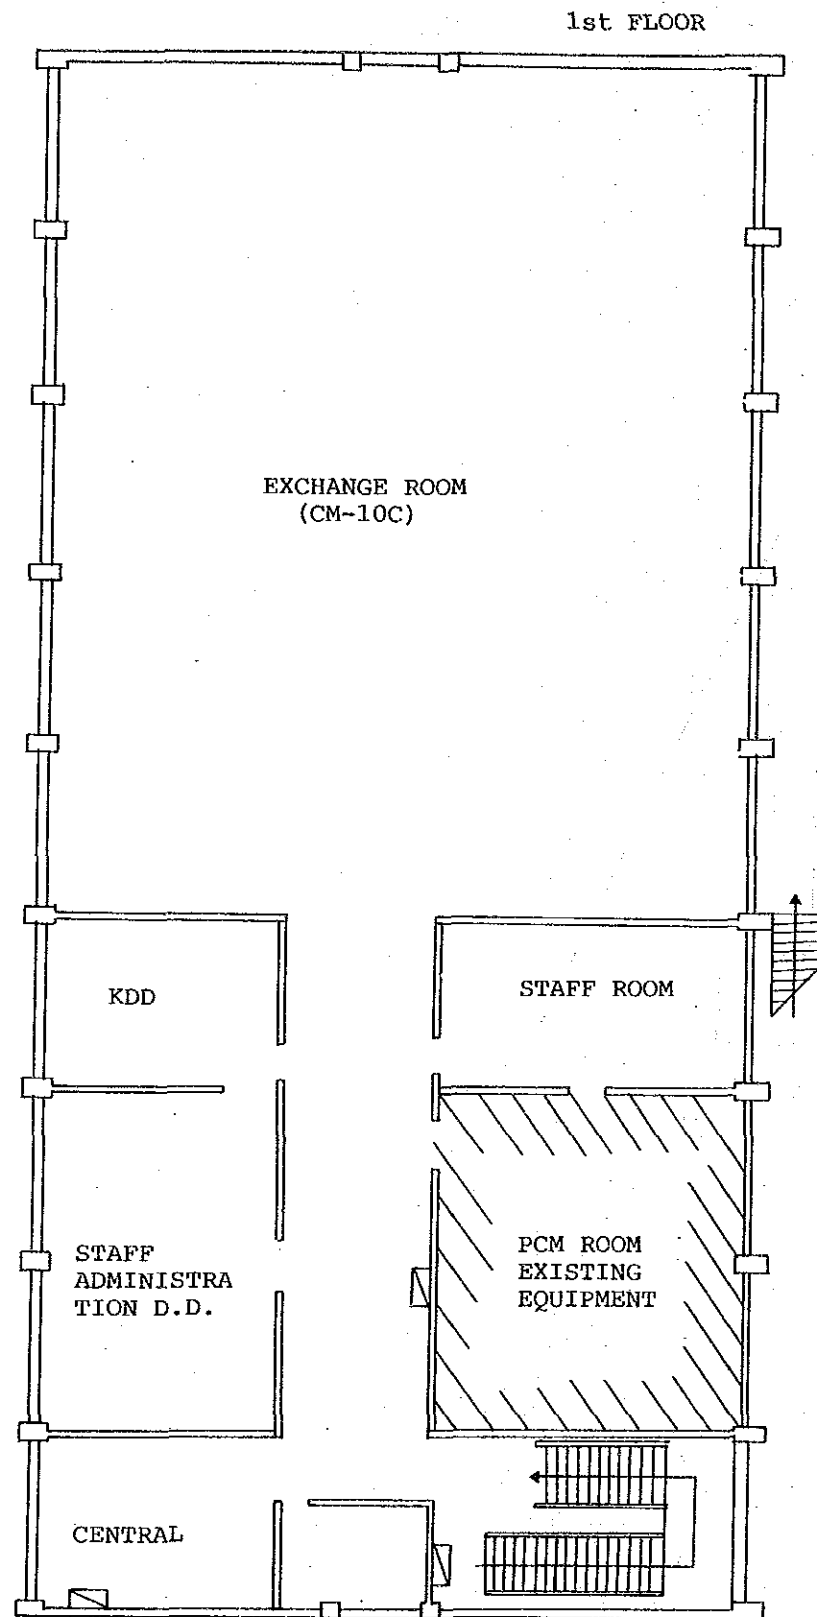 1st FLOOR
EXCHANGE ROOM
(CM-10C)
KDD
STAFF ROOM
STAFF
ADMINISTRA
TION D.D.
PCM ROOM
EXISTING
EQUIPMENT
CENTRAL